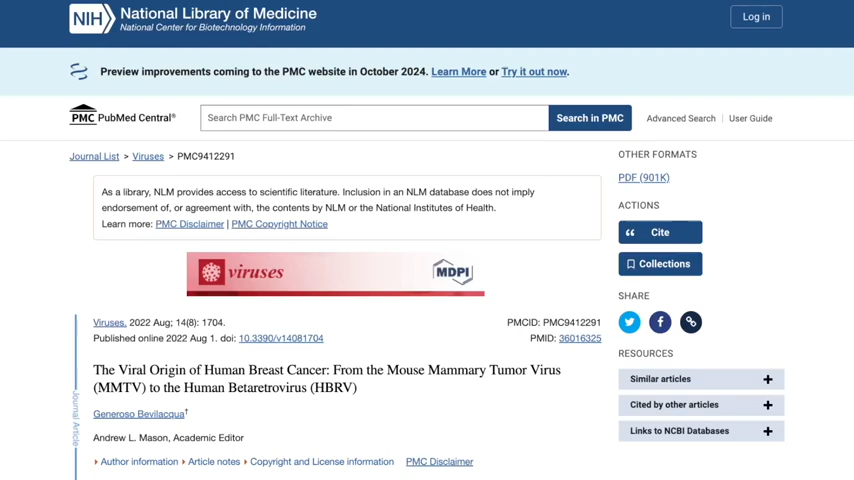 NIH National Library of Medicine
National Center for Biotechnology Information
Log in
Preview improvements coming to the PMC website in October 2024. Learn More or Try it out now.
PMC PubMed Central®
Search PMC Full-Text Archive
Search in PMC
Advanced Search | User Guide
Journal List > Viruses > PMC9412291
As a library, NLM provides access to scientific literature. Inclusion in an NLM database does not imply
endorsement of, or agreement with, the contents by NLM or the National Institutes of Health.
Learn more: PMC Disclaimer | PMC Copyright Notice
viruses
MDPI
Journal Article
Viruses. 2022 Aug; 14(8): 1704.
PMCID: PMC9412291
Published online 2022 Aug 1. doi: 10.3390/v14081704
PMID: 36016325
The Viral Origin of Human Breast Cancer: From the Mouse Mammary Tumor Virus
(MMTV) to the Human Betaretrovirus (HBRV)
Generoso Bevilacqua†
Andrew L. Mason, Academic Editor
Author information Article notes Copyright and License information PMC Disclaimer
OTHER FORMATS
PDF (901K)
ACTIONS
Cite
Collections
SHARE
RESOURCES
Similar articles +
Cited by other articles +
Links to NCBI Databases +